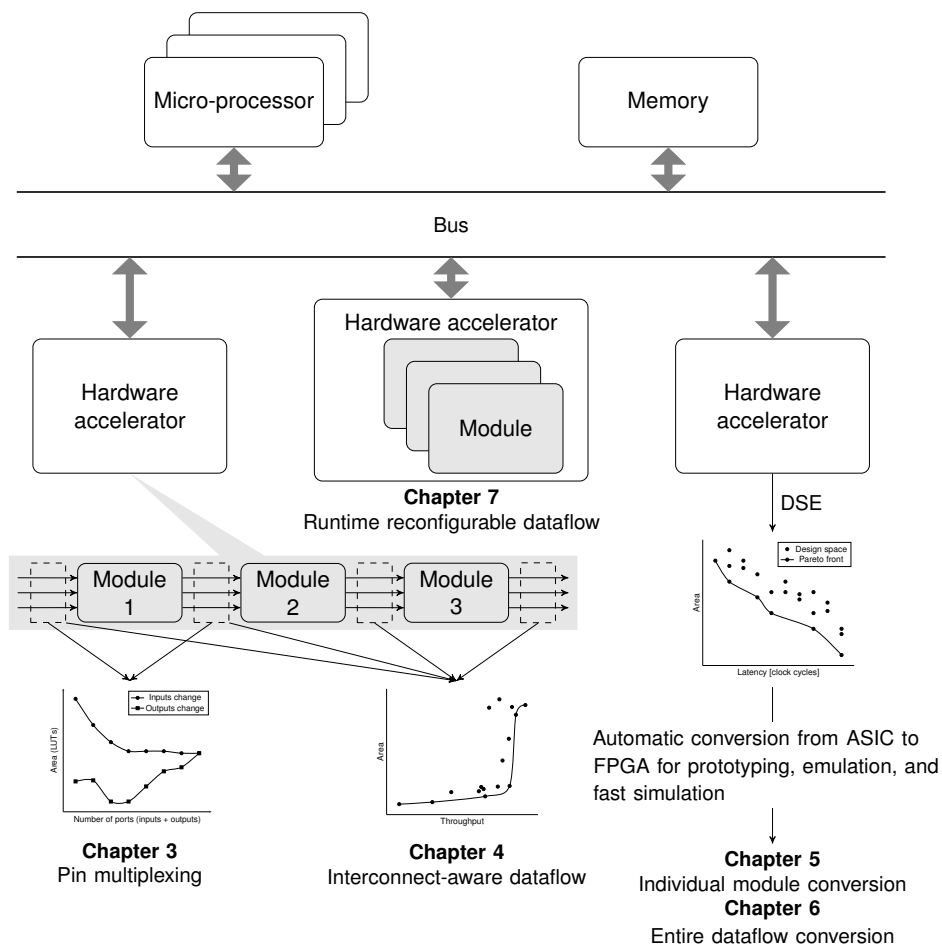 Micro-processor
Memory
Bus
Hardware
accelerator
Hardware accelerator
Module
Hardware
accelerator
Chapter 7
Runtime reconfigurable dataflow
DSE
Module
1
Module
2
Module
3
Design space
Pareto front
Area
Latency [clock cycles]
Inputs change
Outputs change
Area (LUTs)
Number of ports (inputs + outputs)
Area
Throughput
Automatic conversion from ASIC to
FPGA for prototyping, emulation, and
fast simulation
Chapter 3
Pin multiplexing
Chapter 4
Interconnect-aware dataflow
Chapter 5
Individual module conversion
Chapter 6
Entire dataflow conversion